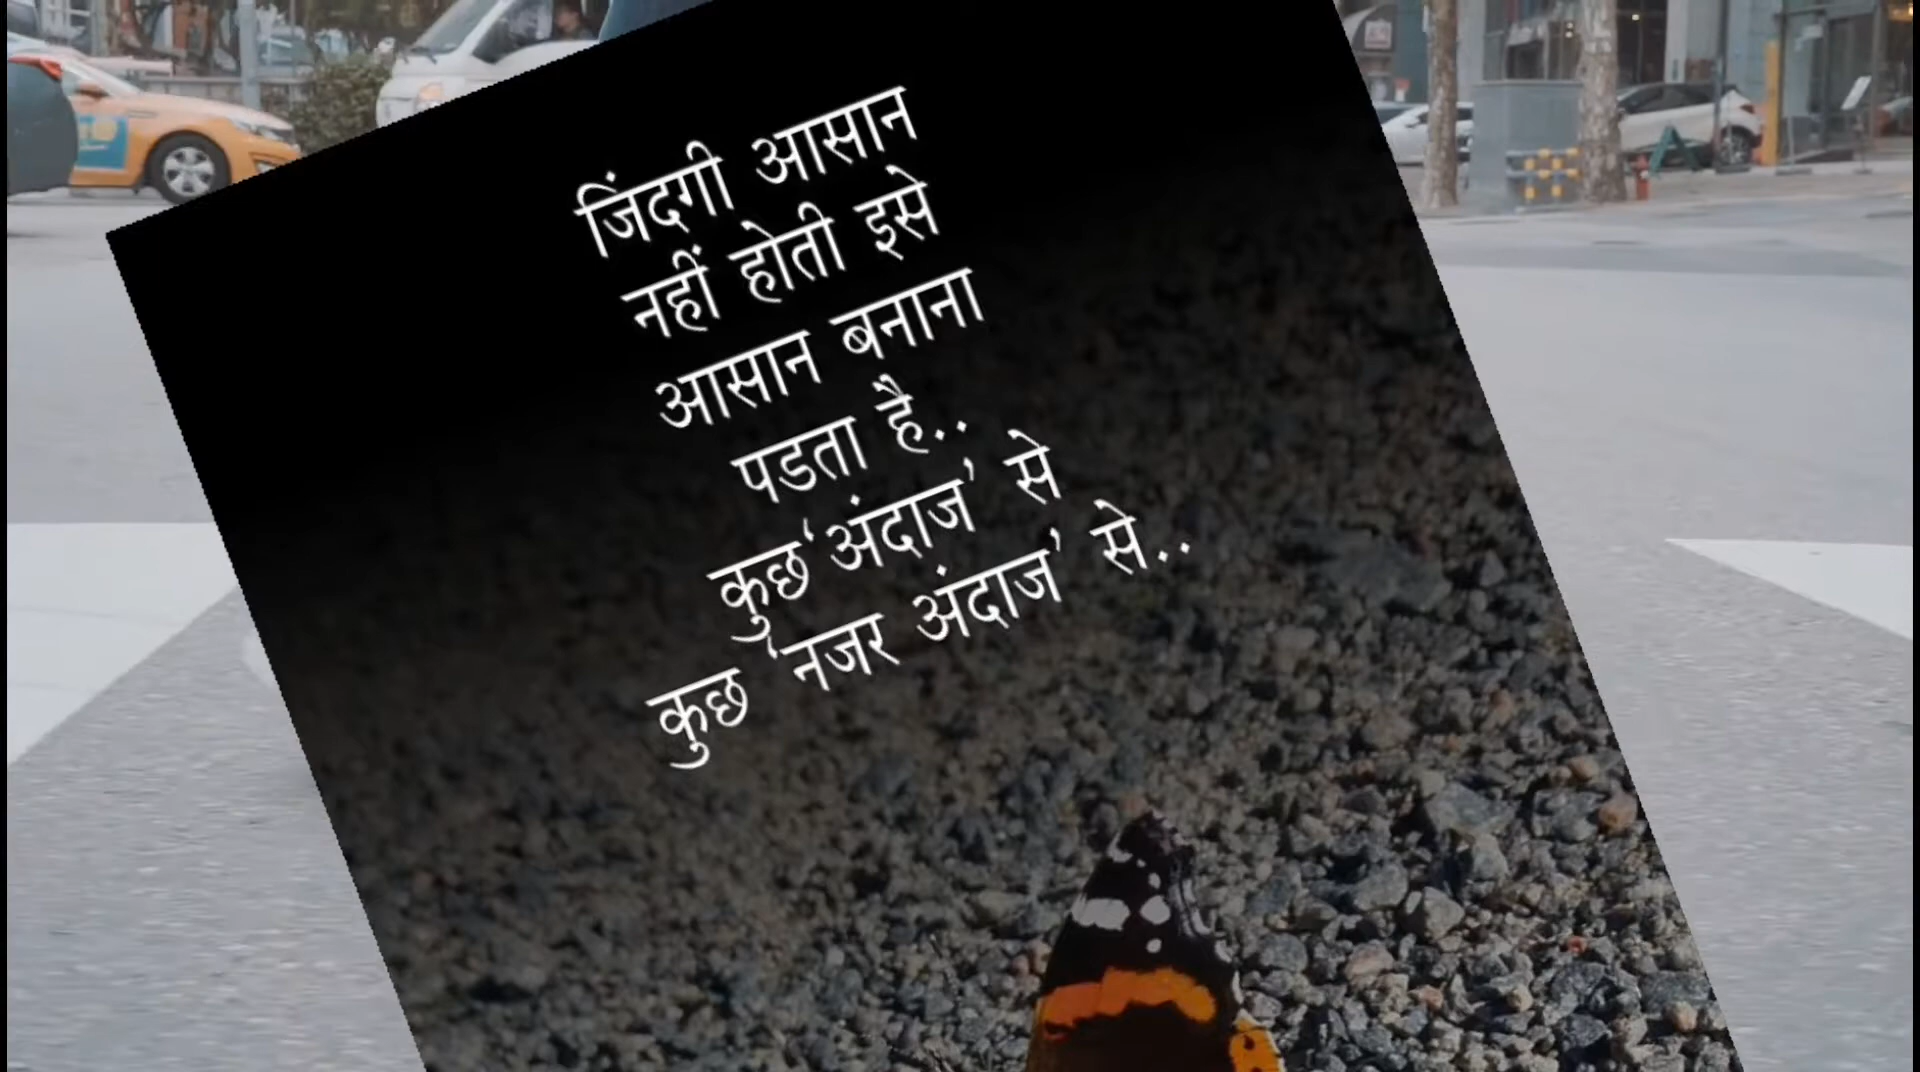 जिंदगी आसान
नहीं होती इसे
आसान बनाना
पडता है..
कुछ‘अंदाज’ से
कुछ ‘नजर अंदाज’ से..